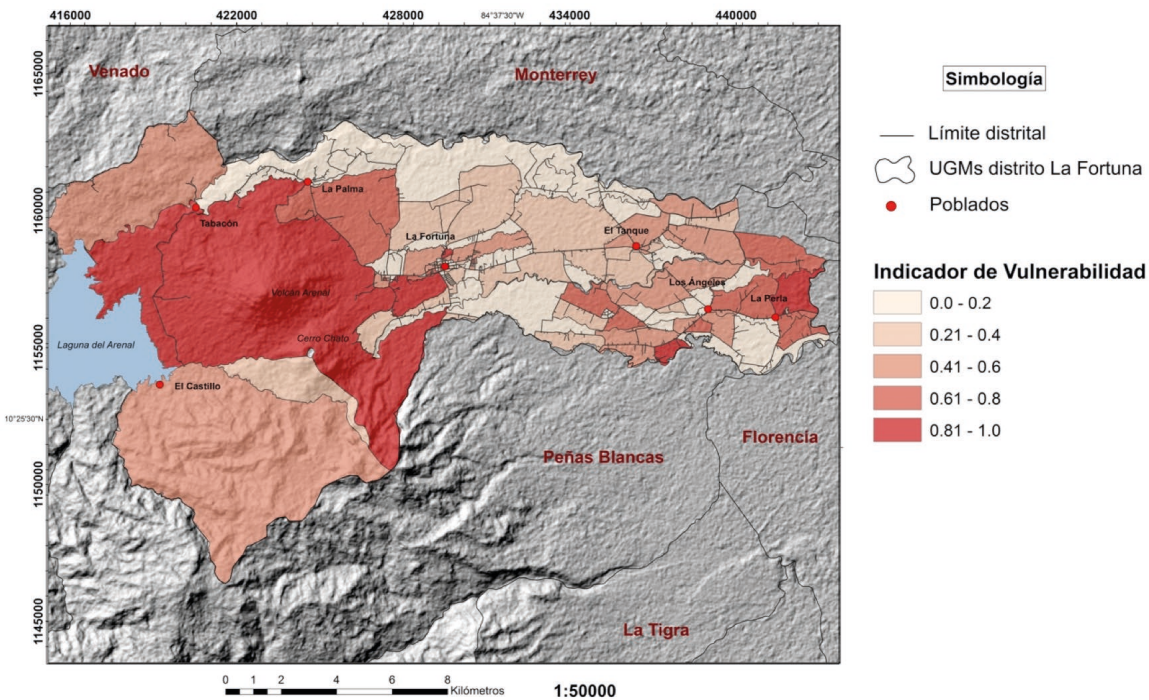 416000 422000 428000 84°37'30"W 434000 440000
1165000
1160000
1155000
10°25'30"N
1150000
1145000
Venado
Monterrey
La Palma
Tabacón
La Fortuna
El Tanque
Volcán Arenal
Los Ángeles
La Perla
Laguna del Arenal
Cerro Chato
El Castillo
Florencia
Peñas Blancas
La Tigra
0 1 2 4 6 8
Kilómetros
1:50000
Simbología
Límite distrital
UGMs distrito La Fortuna
Poblados
Indicador de Vulnerabilidad
0.0 - 0.2
0.21 - 0.4
0.41 - 0.6
0.61 - 0.8
0.81 - 1.0